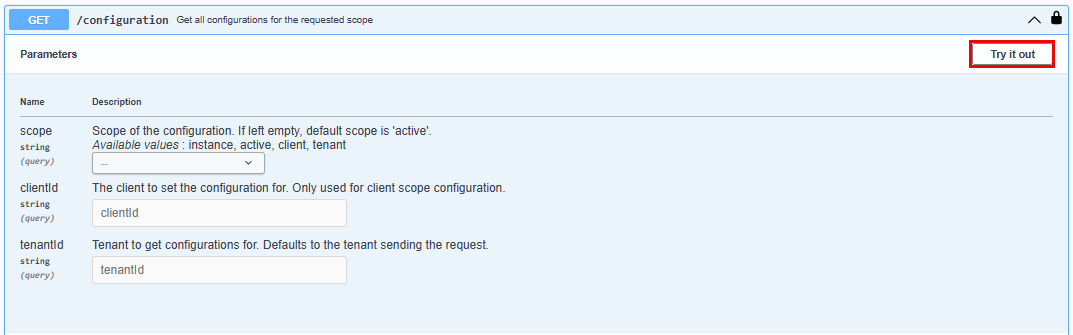 GET /configuration Get all configurations for the requested scope
Parameters Try it out
Name Description
scope Scope of the configuration. If left empty, default scope is 'active'.
string Available values : instance, active, client, tenant
(query) --
clientId The client to set the configuration for. Only used for client scope configuration.
string
(query) clientId
tenantId Tenant to get configurations for. Defaults to the tenant sending the request.
string
(query) tenantId